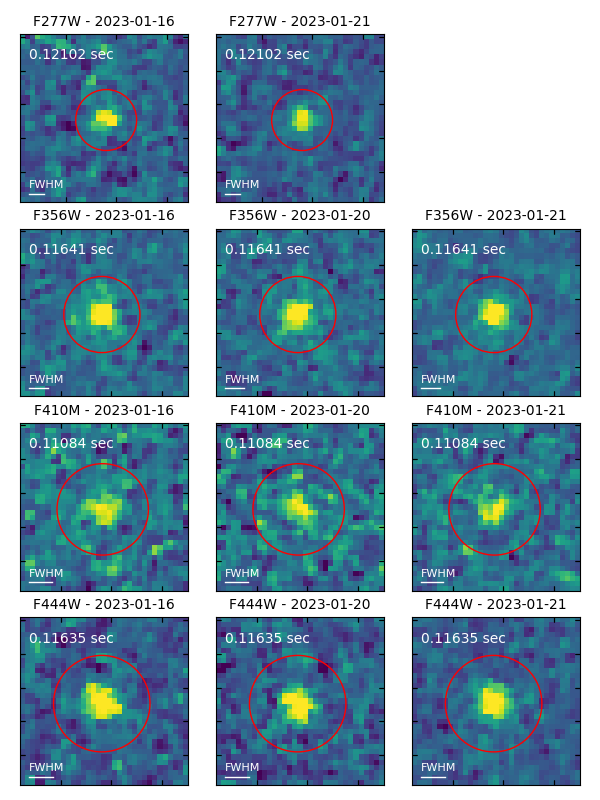 F277W - 2023-01-16
F277W - 2023-01-21
0.12102 sec
0.12102 sec
FWHM
FWHM
F356W - 2023-01-16
F356W - 2023-01-20
F356W - 2023-01-21
0.11641 sec
0.11641 sec
0.11641 sec
FWHM
FWHM
FWHM
F410M - 2023-01-16
F410M - 2023-01-20
F410M - 2023-01-21
0.11084 sec
0.11084 sec
0.11084 sec
FWHM
FWHM
FWHM
F444W - 2023-01-16
F444W - 2023-01-20
F444W - 2023-01-21
0.11635 sec
0.11635 sec
0.11635 sec
FWHM
FWHM
FWHM